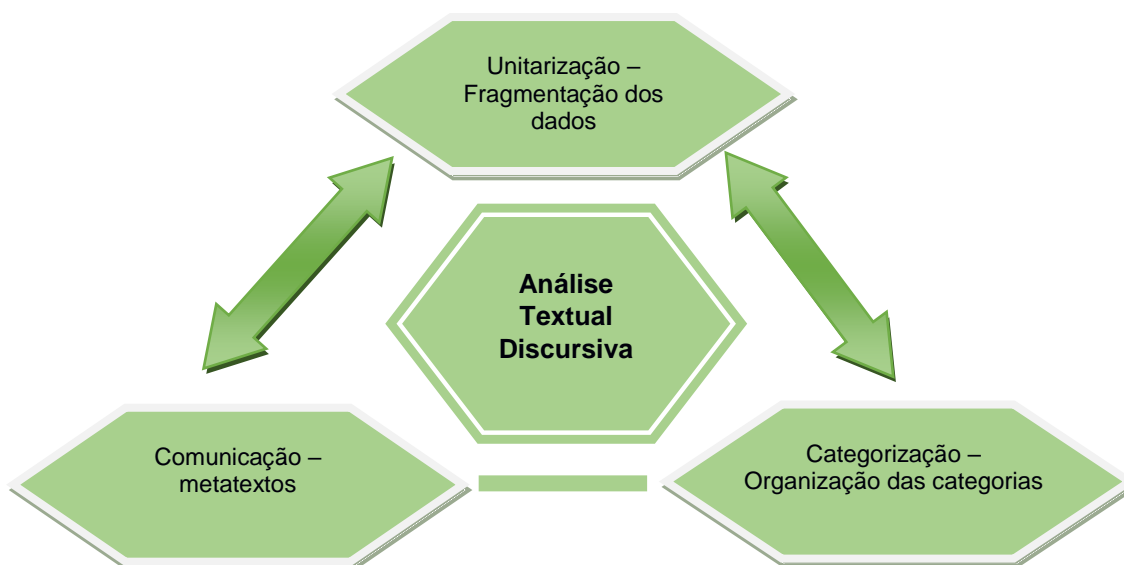 Unitarização –
Fragmentação dos
dados
Análise
Textual
Discursiva
Comunicação –
metatextos
Categorização –
Organização das categorias